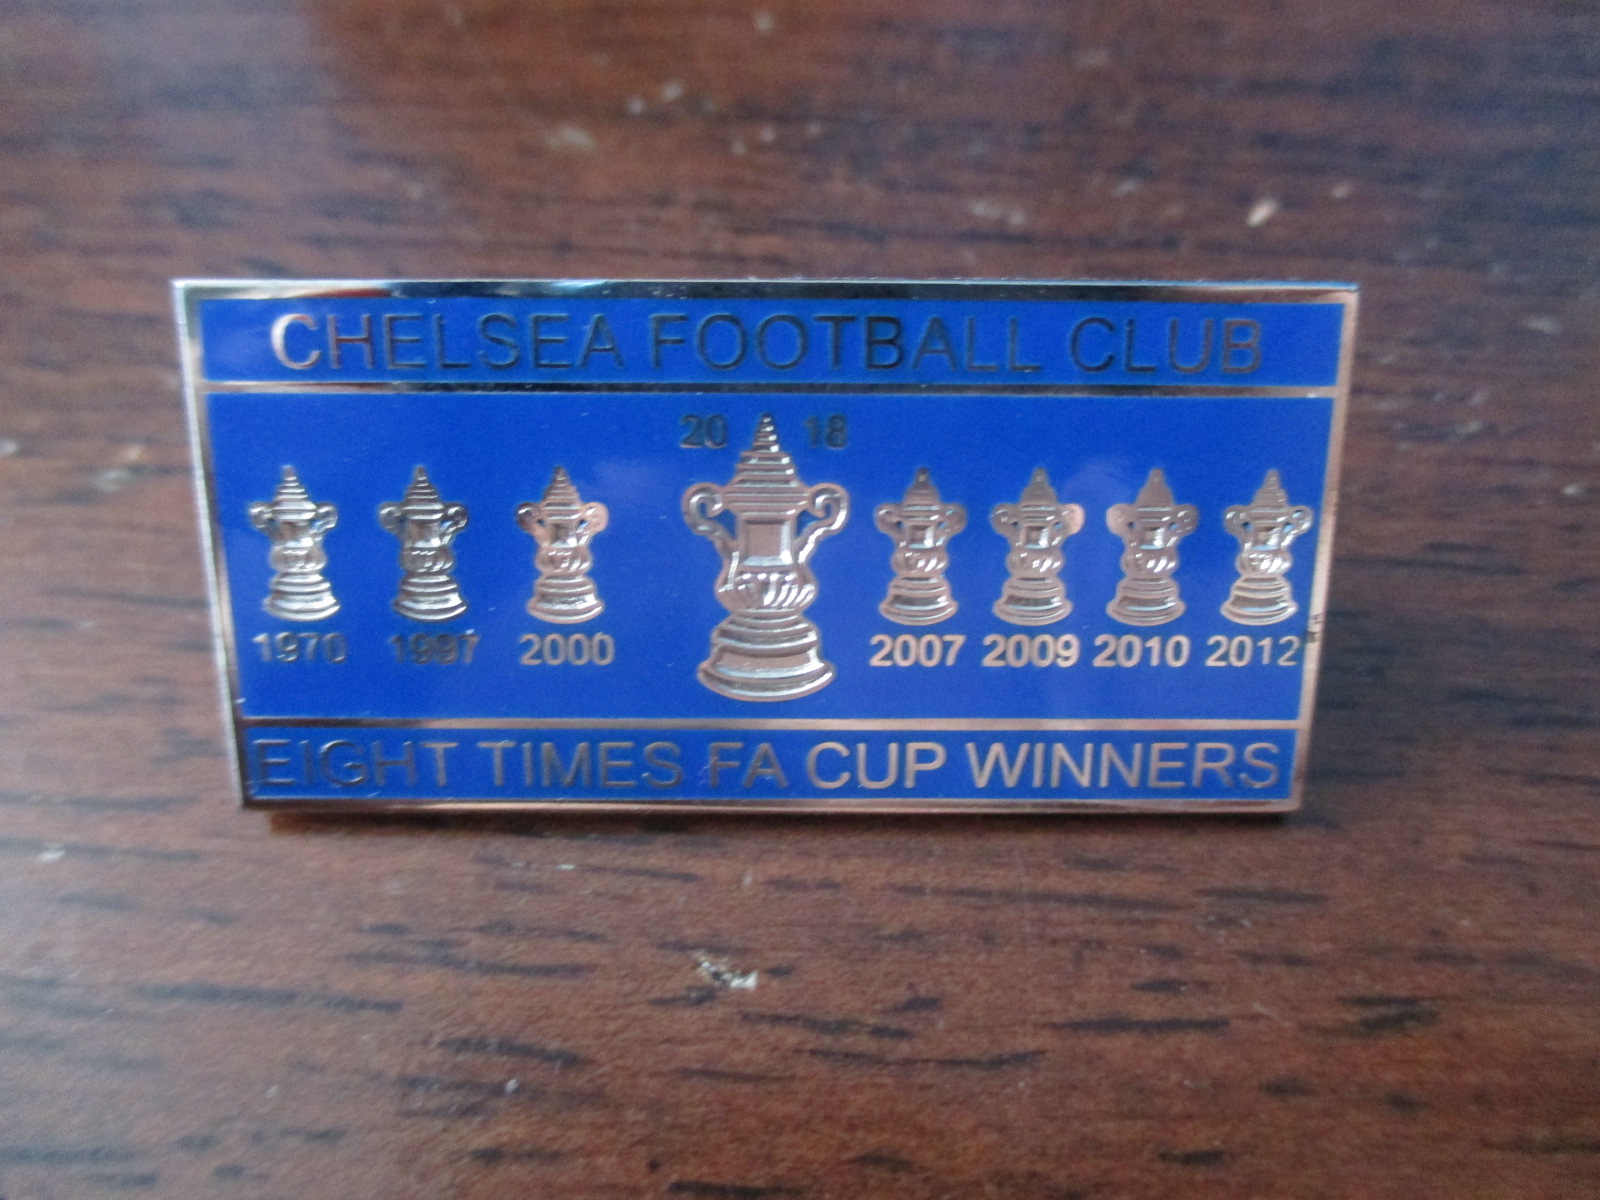 CHELSEA FOOTBALL CLUB
20 18
1970 1997 2000 2007 2009 2010 2012
EIGHT TIMES FA CUP WINNERS